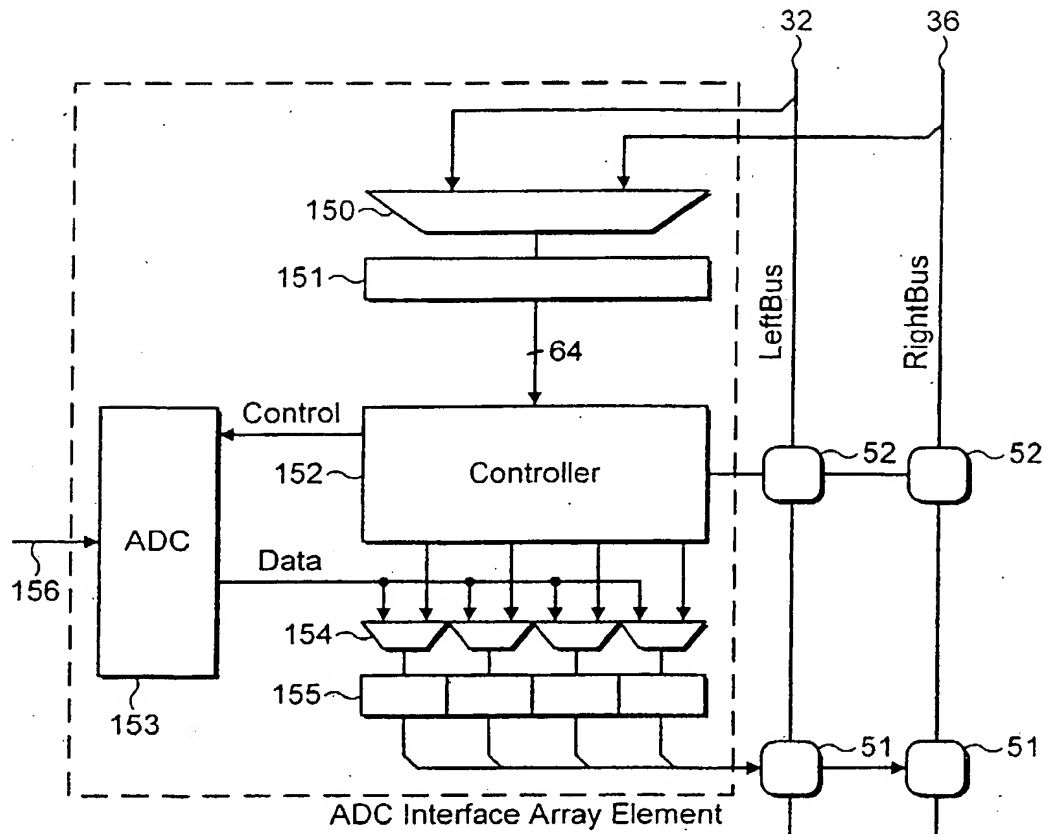 32
36
150
151
64
LeftBus
RightBus
Control
152
Controller
52
52
ADC
156
Data
154
155
153
51
51
ADC Interface Array Element